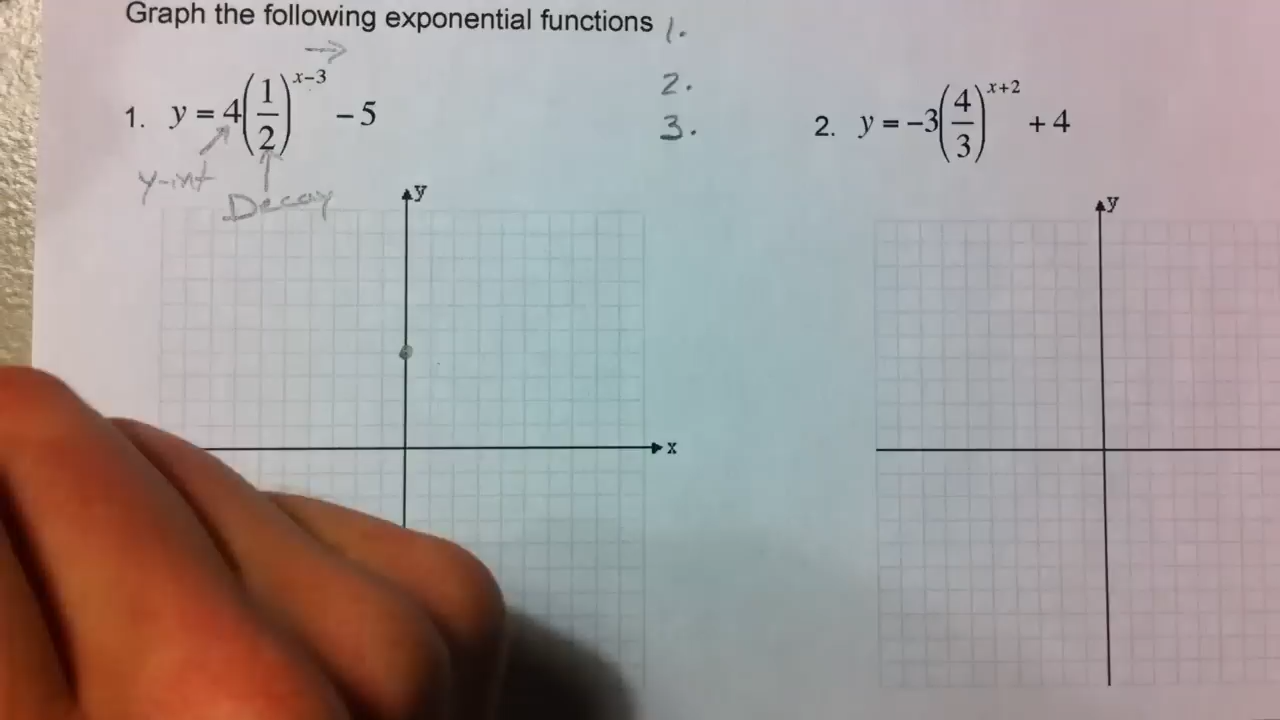 Graph the following exponential functions 1.
2.
3.
→
1. y = 4(1/2)^{x-3} - 5
y-int
Decay
y
x
2. y = -3(4/3)^{x+2} + 4
y